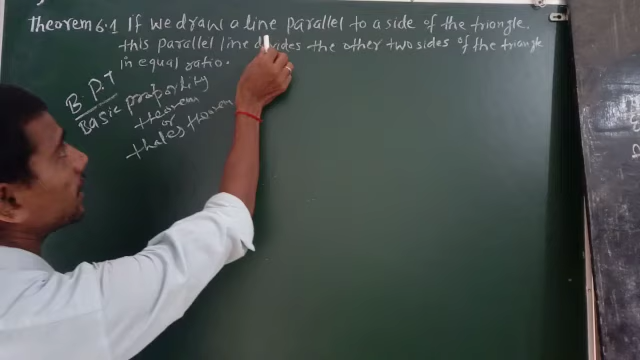 Theorem 6.1 If we draw a line parallel to a side of the triangle.
this parallel line divides the other two sides of the triangle
in equal ratio.
B.P.T
Basic proportility
theorem
or
thales theorem